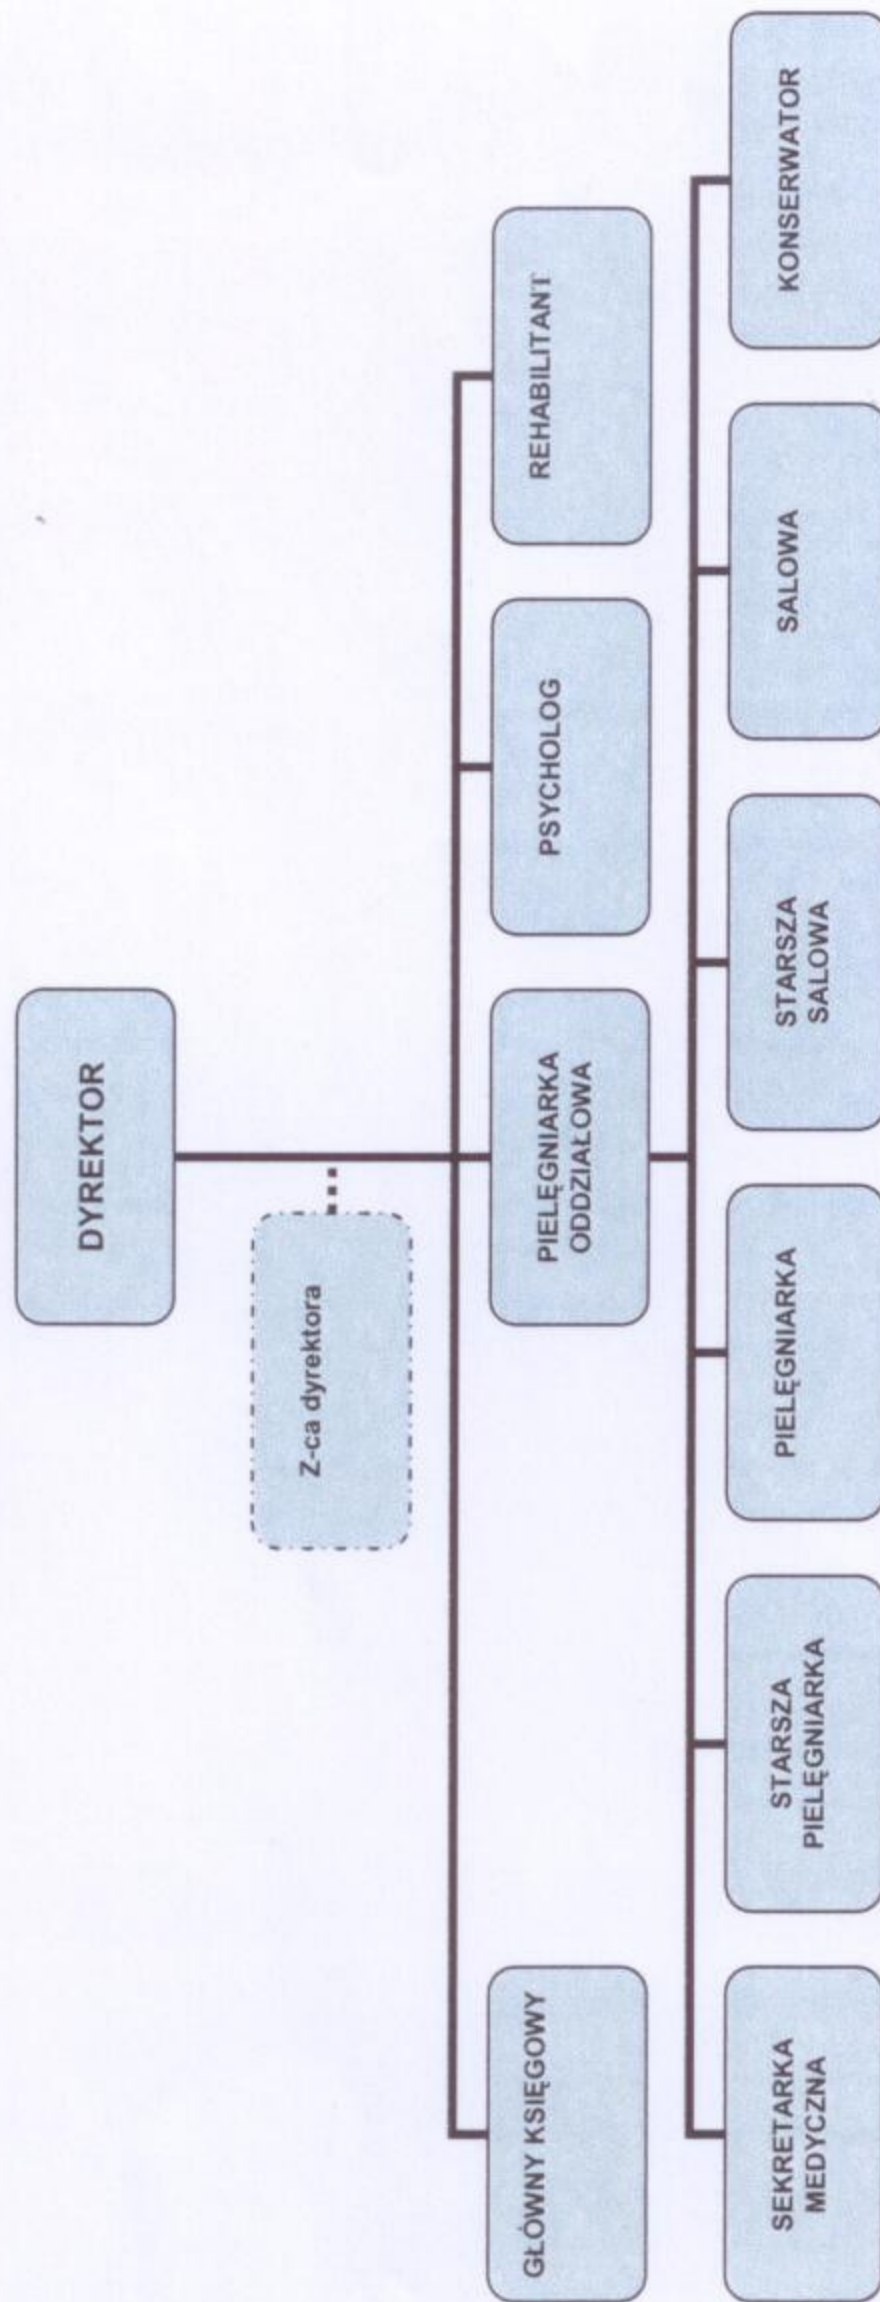 DYREKTOR
Z-ca dyrektora
GŁÓWNY KSIĘGOWY
PIELĘGNIARKA
ODDZIAŁOWA
PSYCHOLOG
REHABILITANT
SEKRETARKA
MEDYCZNA
STARSZA
PIELĘGNIARKA
PIELĘGNIARKA
STARSZA
SALOWA
SALOWA
KONSERWATOR